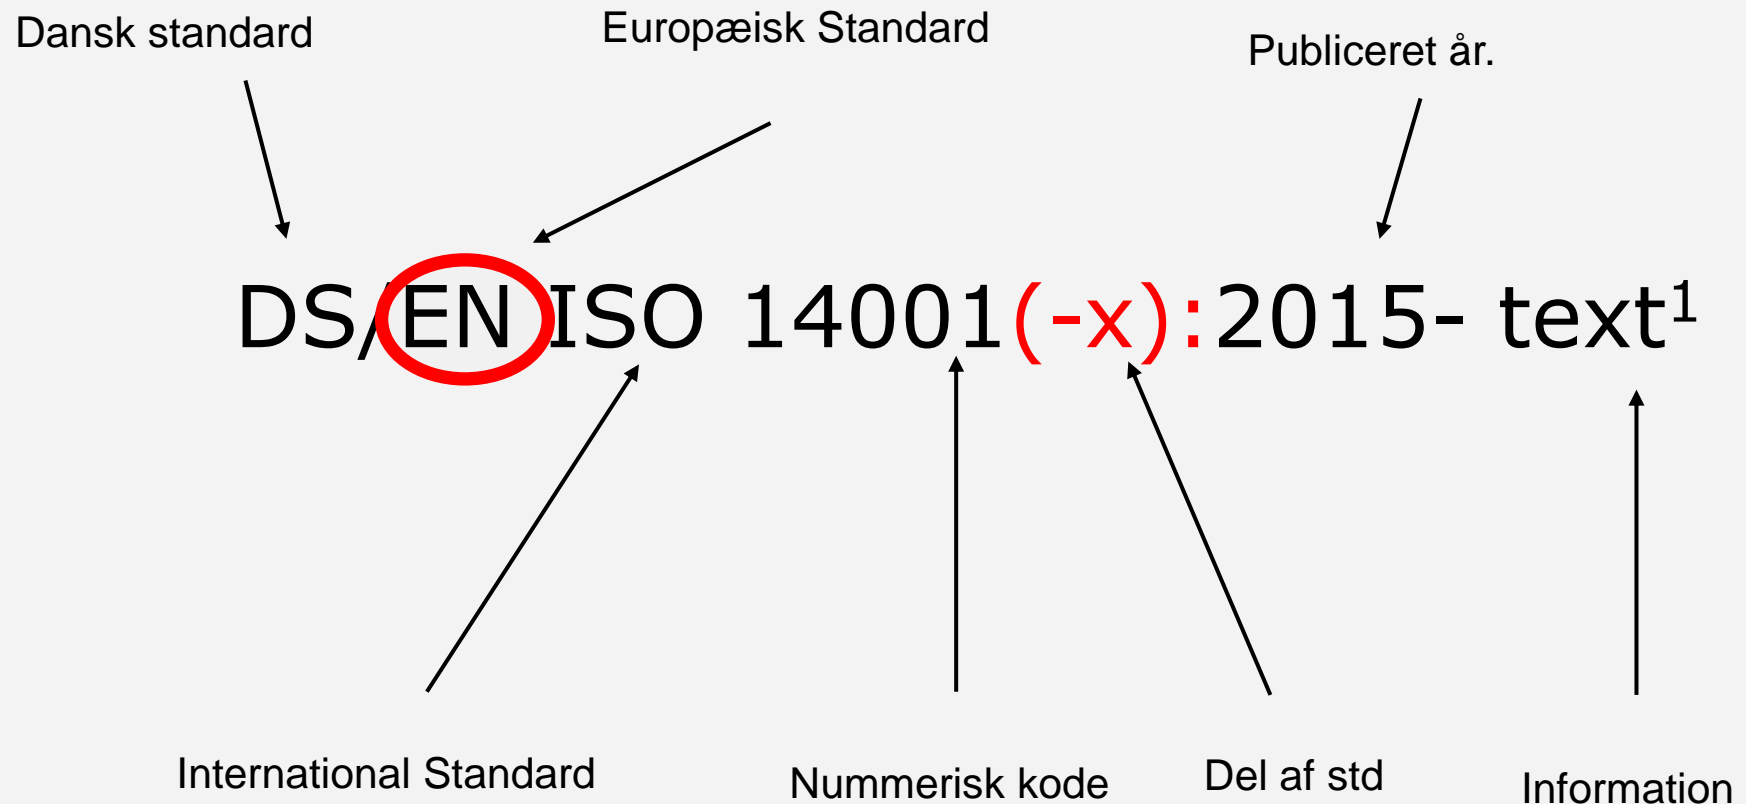 Dansk standard
Europæisk Standard
Publiceret år.
DS/EN ISO 14001(-x):2015- text¹
International Standard
Nummerisk kode
Del af std
Information